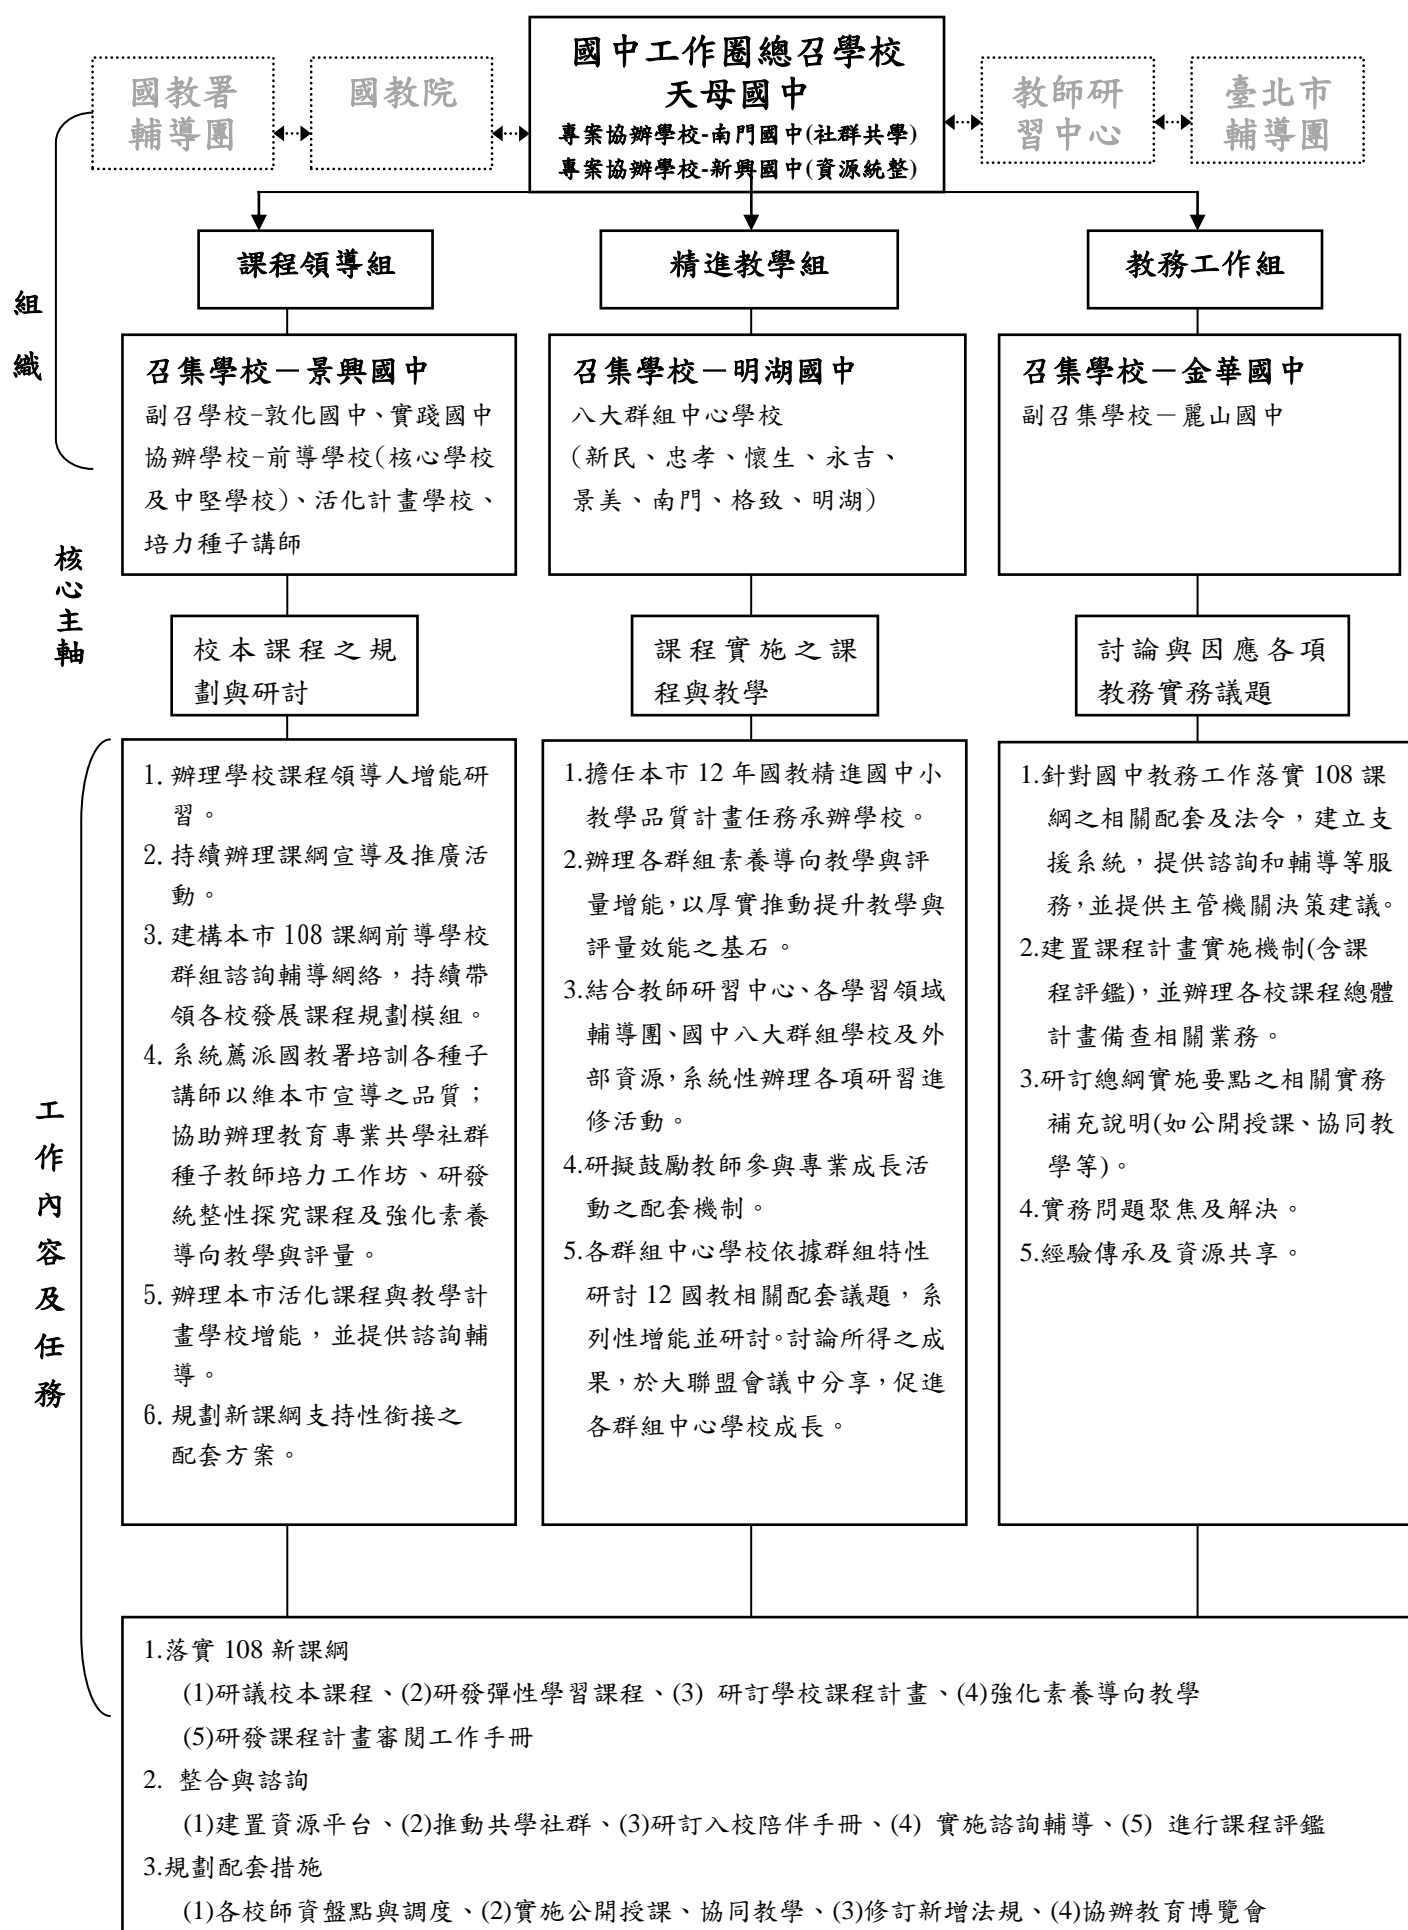 國中工作圈總召學校
天母國中
專案協辦學校-南門國中(社群共學)
專案協辦學校-新興國中(資源統整)
國教署
輔導團
國教院
教師研
習中心
臺北市
輔導團
組
織
課程領導組
精進教學組
教務工作組
召集學校－景興國中
副召學校-敦化國中、實踐國中
協辦學校-前導學校(核心學校
及中堅學校)、活化計畫學校、
培力種子講師
召集學校－明湖國中
八大群組中心學校
(新民、忠孝、懷生、永吉、
景美、南門、格致、明湖)
召集學校－金華國中
副召集學校－麗山國中
核
心
主
軸
校本課程之規
劃與研討
課程實施之課
程與教學
討論與因應各項
教務實務議題
工
作
內
容
及
任
務
1. 辦理學校課程領導人增能研
習。
2. 持續辦理課綱宣導及推廣活
動。
3. 建構本市 108 課綱前導學校
群組諮詢輔導網絡，持續帶
領各校發展課程規劃模組。
4. 系統薦派國教署培訓各種子
講師以維本市宣導之品質；
協助辦理教育專業共學社群
種子教師培力工作坊、研發
統整性探究課程及強化素養
導向教學與評量。
5. 辦理本市活化課程與教學計
畫學校增能，並提供諮詢輔
導。
6. 規劃新課綱支持性銜接之
配套方案。
1.擔任本市 12 年國教精進國中小
教學品質計畫任務承辦學校。
2.辦理各群組素養導向教學與評
量增能，以厚實推動提升教學與
評量效能之基石。
3.結合教師研習中心、各學習領域
輔導團、國中八大群組學校及外
部資源，系統性辦理各項研習進
修活動。
4.研擬鼓勵教師參與專業成長活
動之配套機制。
5.各群組中心學校依據群組特性
研討 12 國教相關配套議題，系
列性增能並研討。討論所得之成
果，於大聯盟會議中分享，促進
各群組中心學校成長。
1.針對國中教務工作落實 108 課
綱之相關配套及法令，建立支
援系統，提供諮詢和輔導等服
務，並提供主管機關決策建議。
2.建置課程計畫實施機制(含課
程評鑑)，並辦理各校課程總體
計畫備查相關業務。
3.研訂總綱實施要點之相關實務
補充說明(如公開授課、協同教
學等)。
4.實務問題聚焦及解決。
5.經驗傳承及資源共享。
1.落實 108 新課綱
(1)研議校本課程、(2)研發彈性學習課程、(3) 研訂學校課程計畫、(4)強化素養導向教學
(5)研發課程計畫審閱工作手冊
2. 整合與諮詢
(1)建置資源平台、(2)推動共學社群、(3)研訂入校陪伴手冊、(4) 實施諮詢輔導、(5) 進行課程評鑑
3.規劃配套措施
(1)各校師資盤點與調度、(2)實施公開授課、協同教學、(3)修訂新增法規、(4)協辦教育博覽會